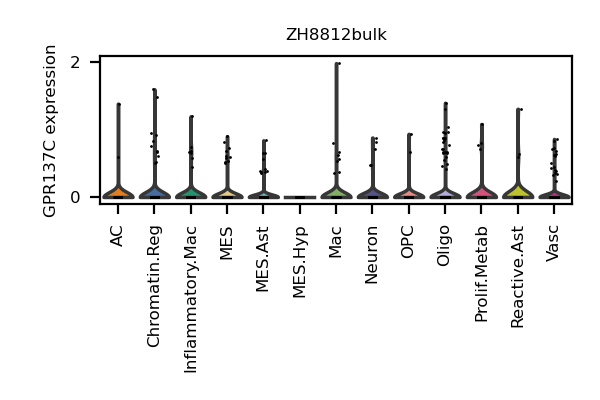 ZH8812bulk
GPR137C expression
2
0
AC
Chromatin.Reg
Inflammatory.Mac
MES
MES.Ast
MES.Hyp
Mac
Neuron
OPC
Oligo
Prolif.Metab
Reactive.Ast
Vasc